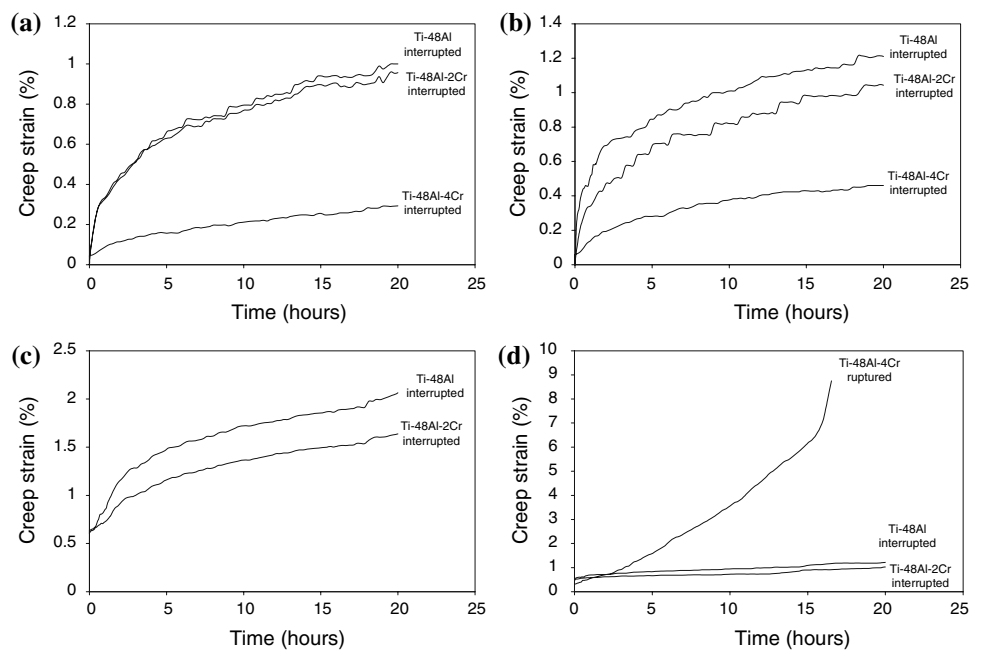 (a)
1.2
1
0.8
0.6
0.4
0.2
0
Creep strain (%)
Ti-48Al
interrupted
Ti-48Al-2Cr
interrupted
Ti-48Al-4Cr
interrupted
0 5 10 15 20 25
Time (hours)
(b)
1.4
1.2
1
0.8
0.6
0.4
0.2
0
Creep strain (%)
Ti-48Al
interrupted
Ti-48Al-2Cr
interrupted
Ti-48Al-4Cr
interrupted
0 5 10 15 20 25
Time (hours)
(c)
2.5
2
1.5
1
0.5
0
Creep strain (%)
Ti-48Al
interrupted
Ti-48Al-2Cr
interrupted
0 5 10 15 20 25
Time (hours)
(d)
10
9
8
7
6
5
4
3
2
1
0
Creep strain (%)
Ti-48Al-4Cr
ruptured
Ti-48Al
interrupted
Ti-48Al-2Cr
interrupted
0 5 10 15 20 25
Time (hours)